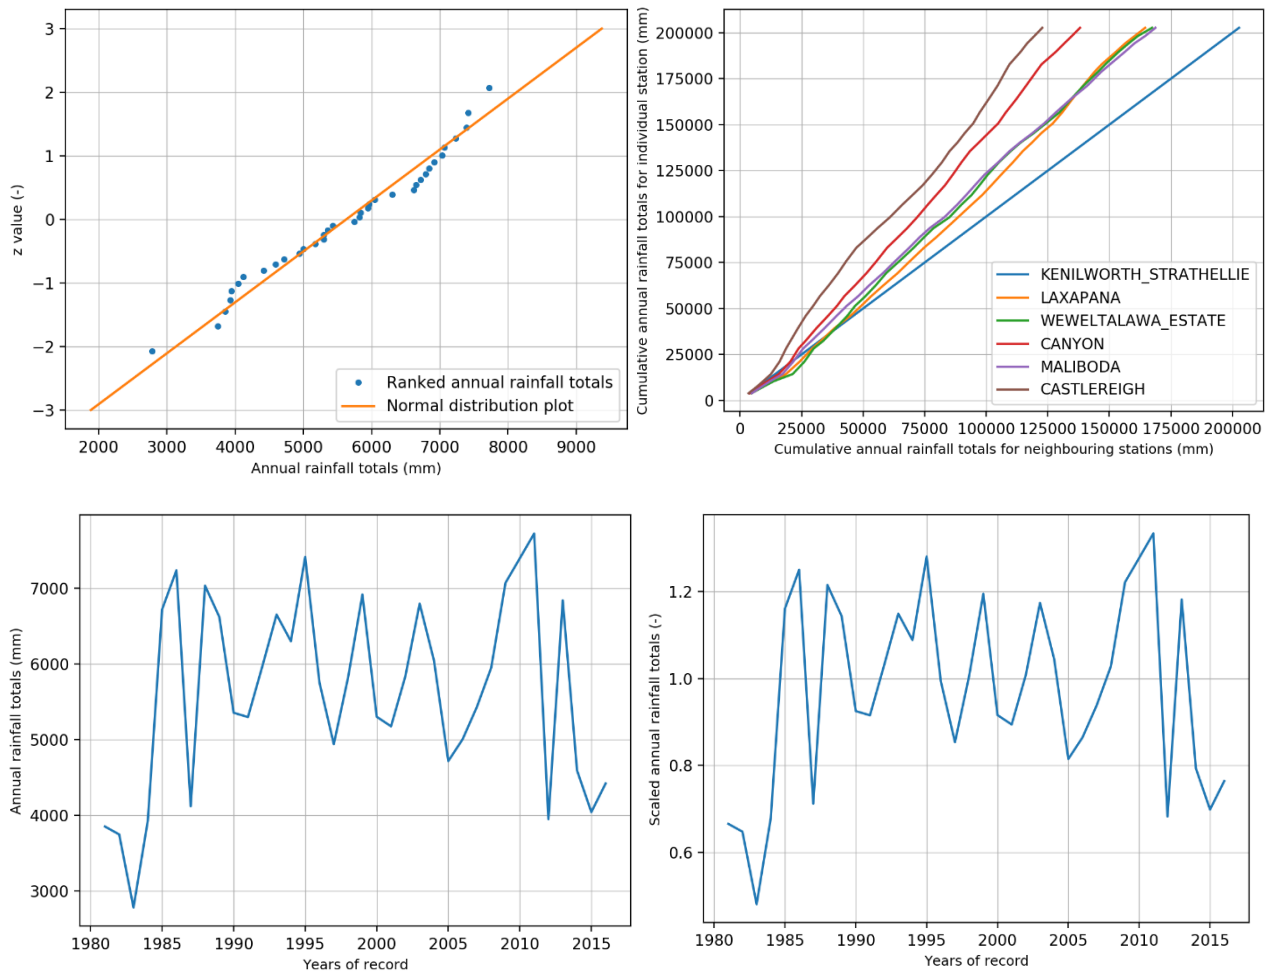 3
2
1
0
−1
−2
−3
z value (-)
2000 3000 4000 5000 6000 7000 8000 9000
Annual rainfall totals (mm)
Ranked annual rainfall totals
Normal distribution plot
200000
175000
150000
125000
100000
75000
50000
25000
0
Cumulative annual rainfall totals for individual station (mm)
0 25000 50000 75000 100000 125000 150000 175000 200000
Cumulative annual rainfall totals for neighbouring stations (mm)
KENILWORTH_STRATHELLIE
LAXAPANA
WEWELTALAWA_ESTATE
CANYON
MALIBODA
CASTLEREIGH
7000
6000
5000
4000
3000
Annual rainfall totals (mm)
1980 1985 1990 1995 2000 2005 2010 2015
Years of record
1.2
1.0
0.8
0.6
Scaled annual rainfall totals (-)
1980 1985 1990 1995 2000 2005 2010 2015
Years of record